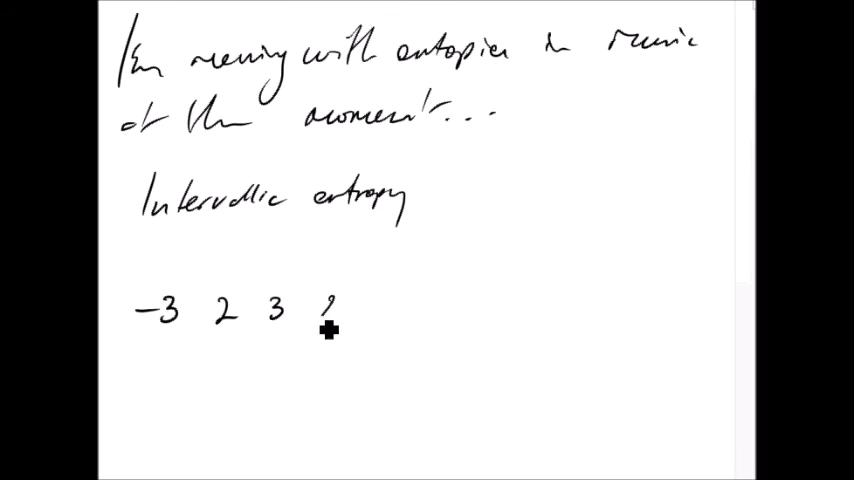 I'm messing with entropies in music
at the moment...
Intervallic entropy
-3 2 3